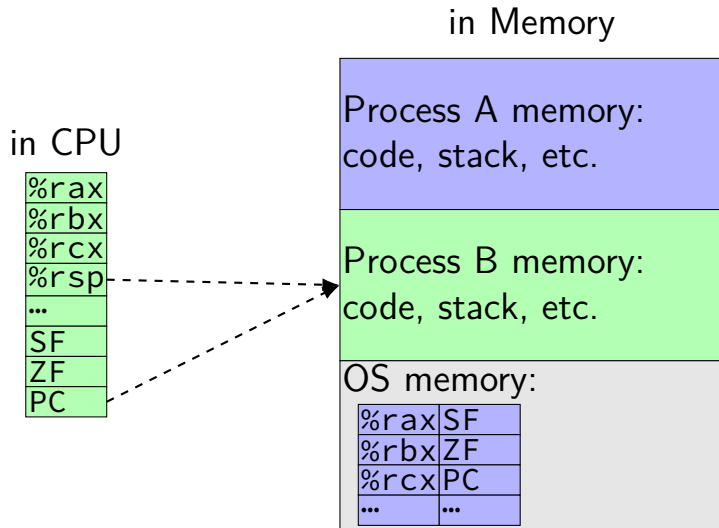 in Memory
Process A memory:
code, stack, etc.
in CPU
%rax
%rbx
%rcx
%rsp
…
SF
ZF
PC
Process B memory:
code, stack, etc.
OS memory:
%rax SF
%rbx ZF
%rcx PC
… …